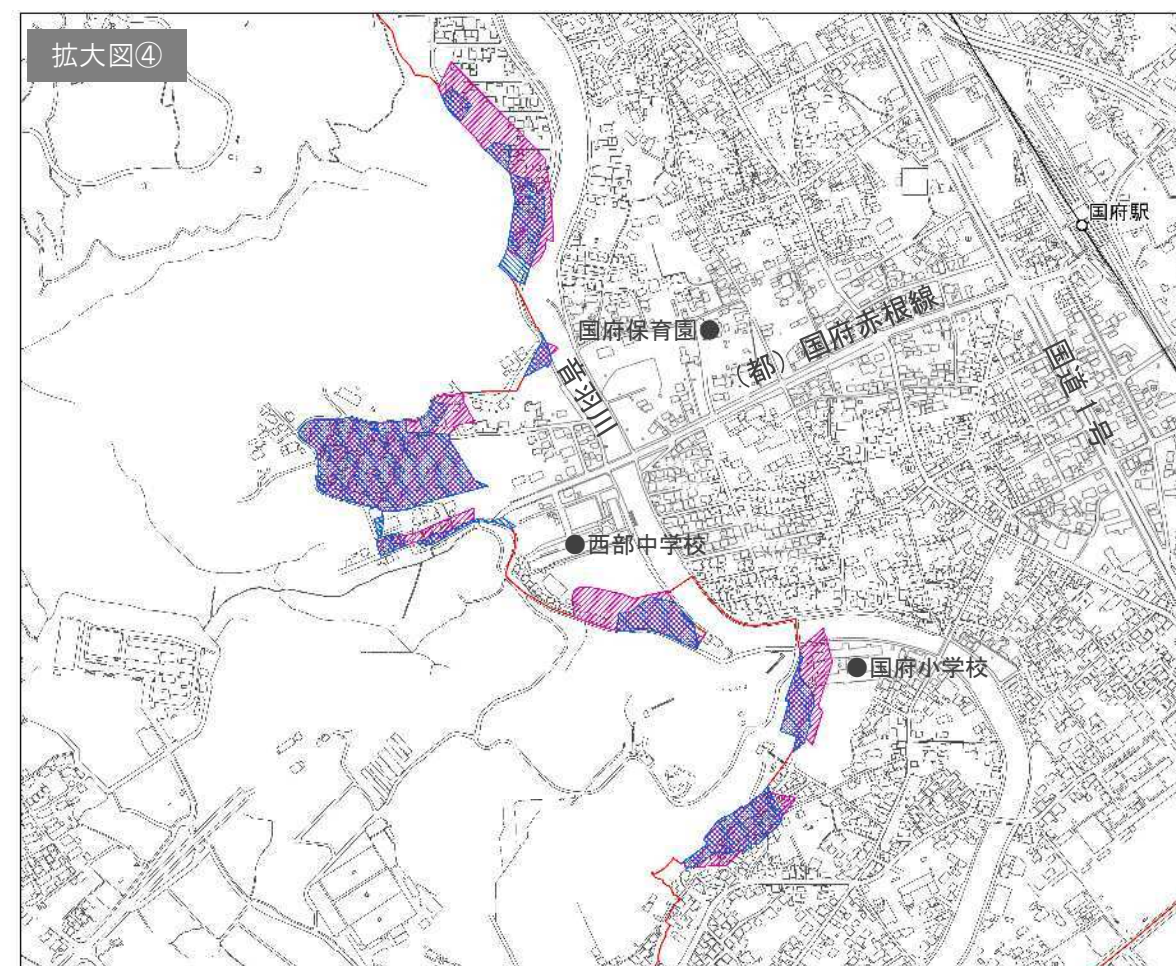 拡大図④
国府駅
国府保育園
(都)国府赤根線
音羽川
国道1号
西部中学校
国府小学校